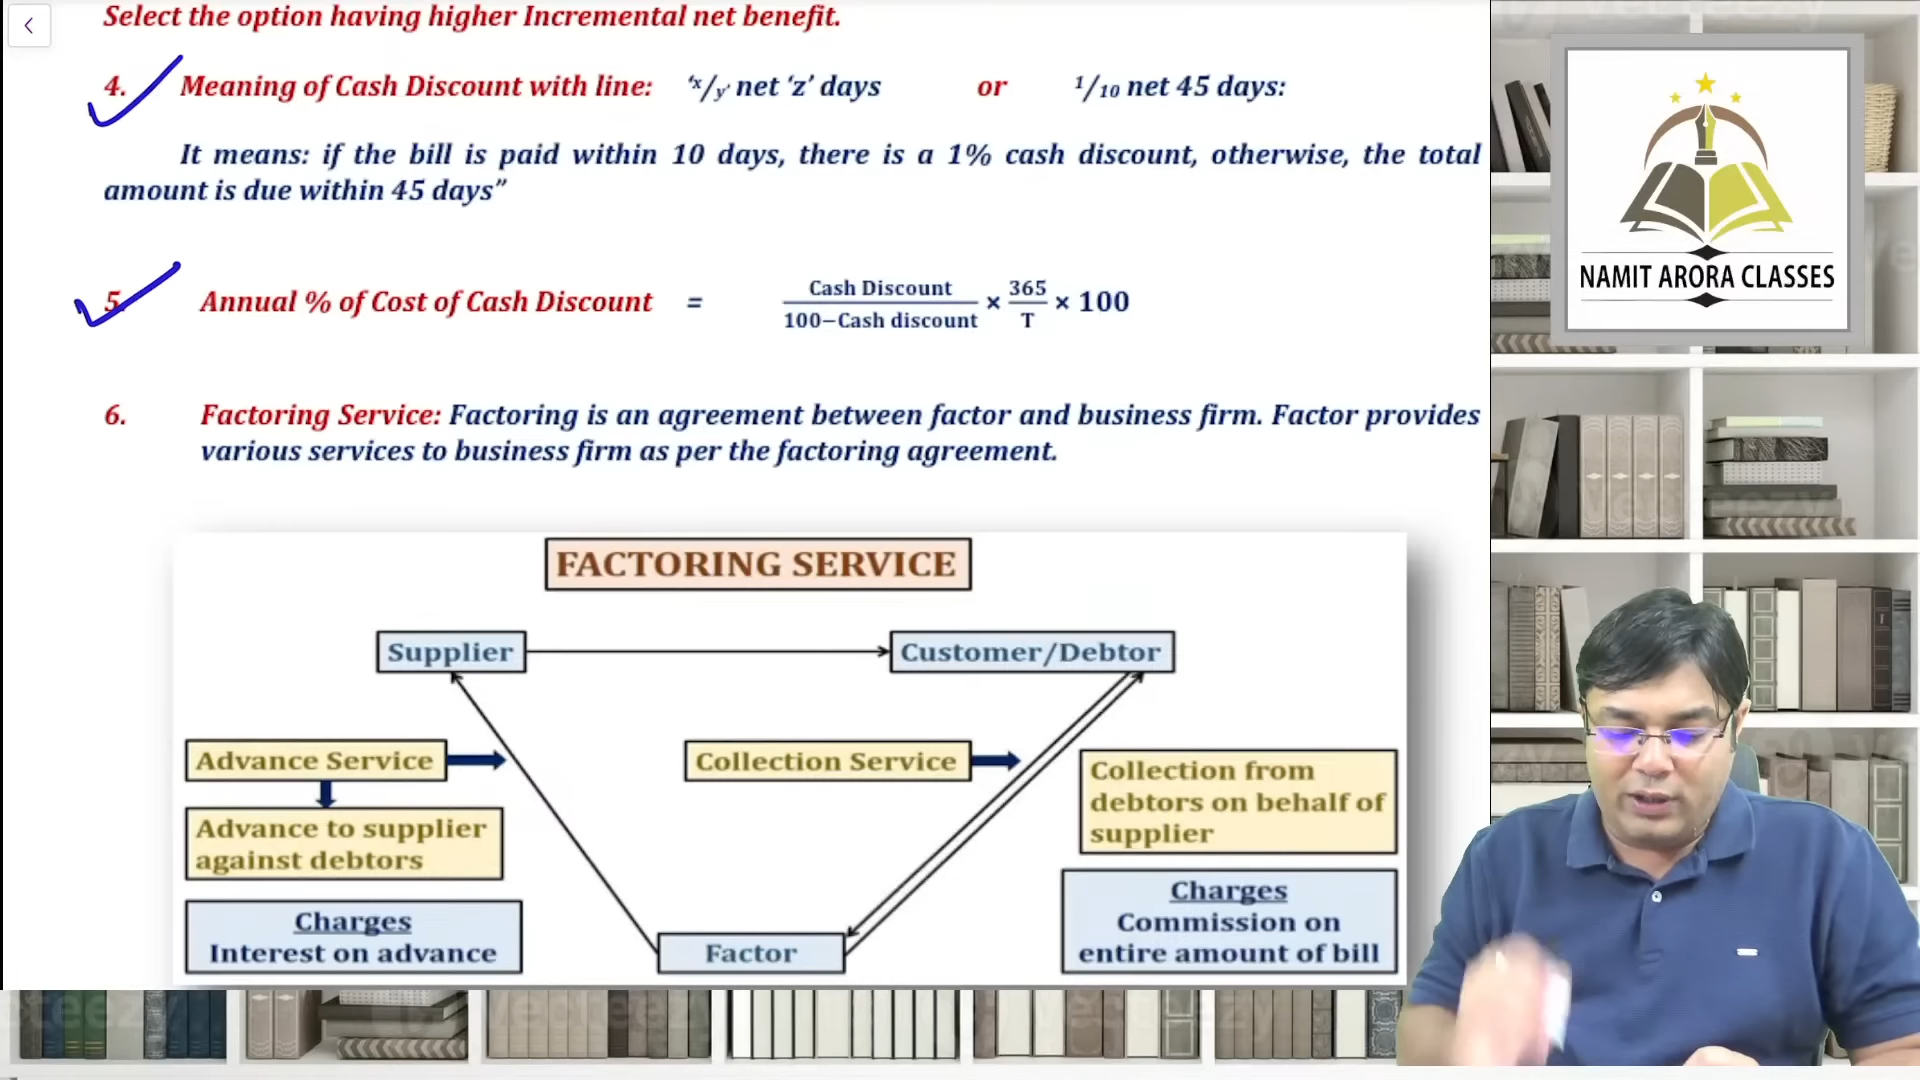 Select the option having higher Incremental net benefit.
4. Meaning of Cash Discount with line: ‘x/y’ net ‘z’ days or 1/10 net 45 days:
It means: if the bill is paid within 10 days, there is a 1% cash discount, otherwise, the total
amount is due within 45 days”
5. Annual % of Cost of Cash Discount = Cash Discount/100−Cash discount × 365/T × 100
6. Factoring Service: Factoring is an agreement between factor and business firm. Factor provides
various services to business firm as per the factoring agreement.
FACTORING SERVICE
Supplier
Customer/Debtor
Advance Service
Collection Service
Collection from
debtors on behalf of
supplier
Advance to supplier
against debtors
Charges
Commission on
entire amount of bill
Charges
Interest on advance
Factor
NAMIT ARORA CLASSES